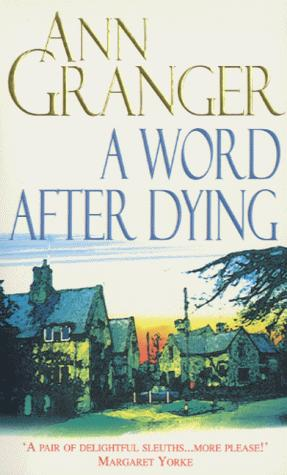 ANN
GRANGER
A WORD
AFTER DYING
‘A PAIR OF DELIGHTFUL SLEUTHS...MORE PLEASE!’
MARGARET YORKE